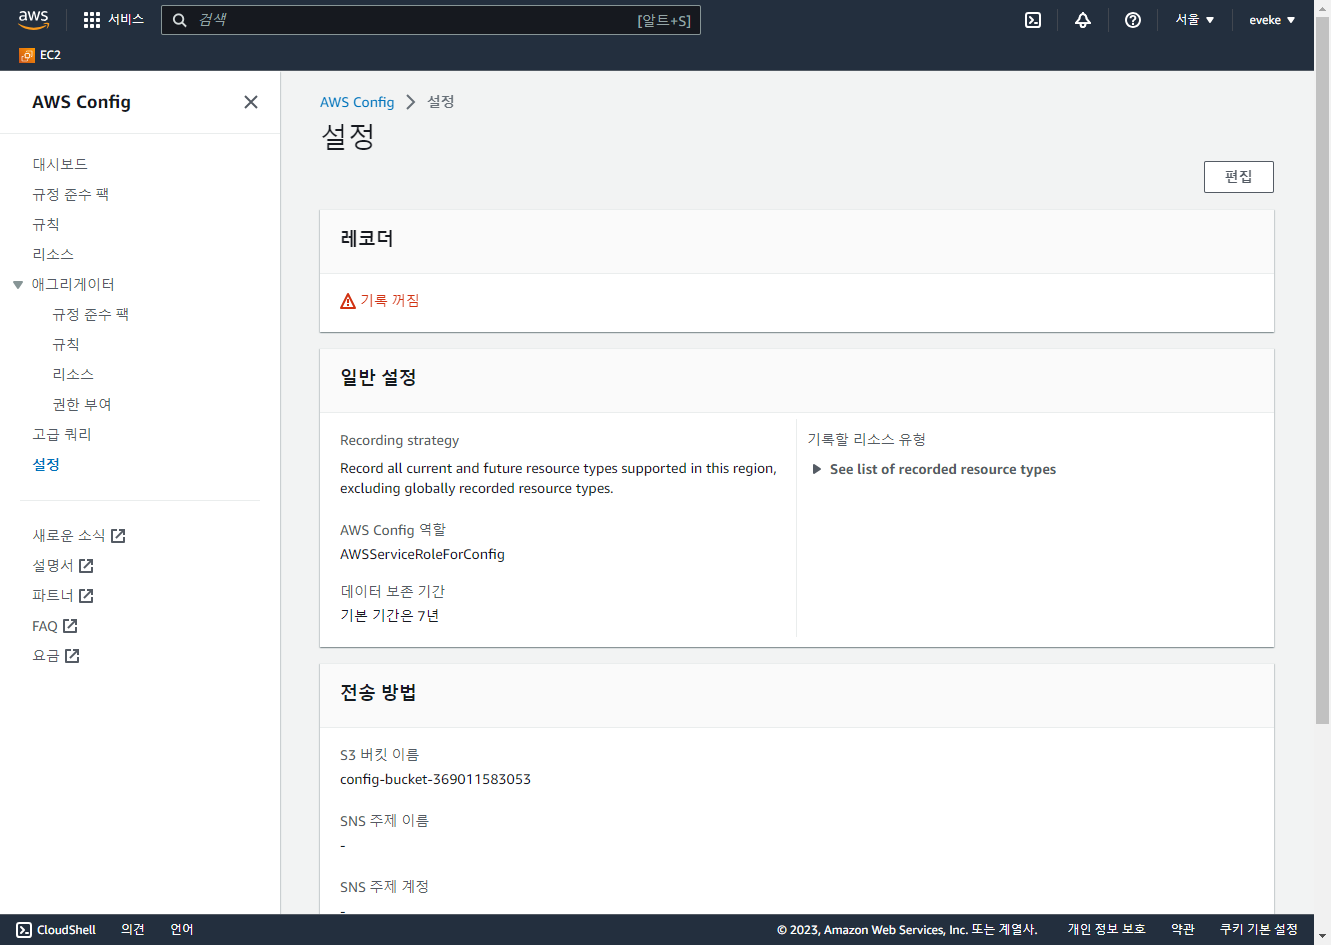 aws
서비스
검색
[알트+S]
서울
eveke
EC2
AWS Config
대시보드
규정 준수 팩
규칙
리소스
애그리게이터
규정 준수 팩
규칙
리소스
권한 부여
고급 쿼리
설정
새로운 소식
설명서
파트너
FAQ
요금
AWS Config > 설정
설정
편집
레코더
기록 꺼짐
일반 설정
Recording strategy
Record all current and future resource types supported in this region,
excluding globally recorded resource types.
AWS Config 역할
AWSServiceRoleForConfig
데이터 보존 기간
기본 기간은 7년
기록할 리소스 유형
See list of recorded resource types
전송 방법
S3 버킷 이름
config-bucket-369011583053
SNS 주제 이름
-
SNS 주제 계정
-
CloudShell
의견
언어
© 2023, Amazon Web Services, Inc. 또는 계열사.
개인 정보 보호
약관
쿠키 기본 설정